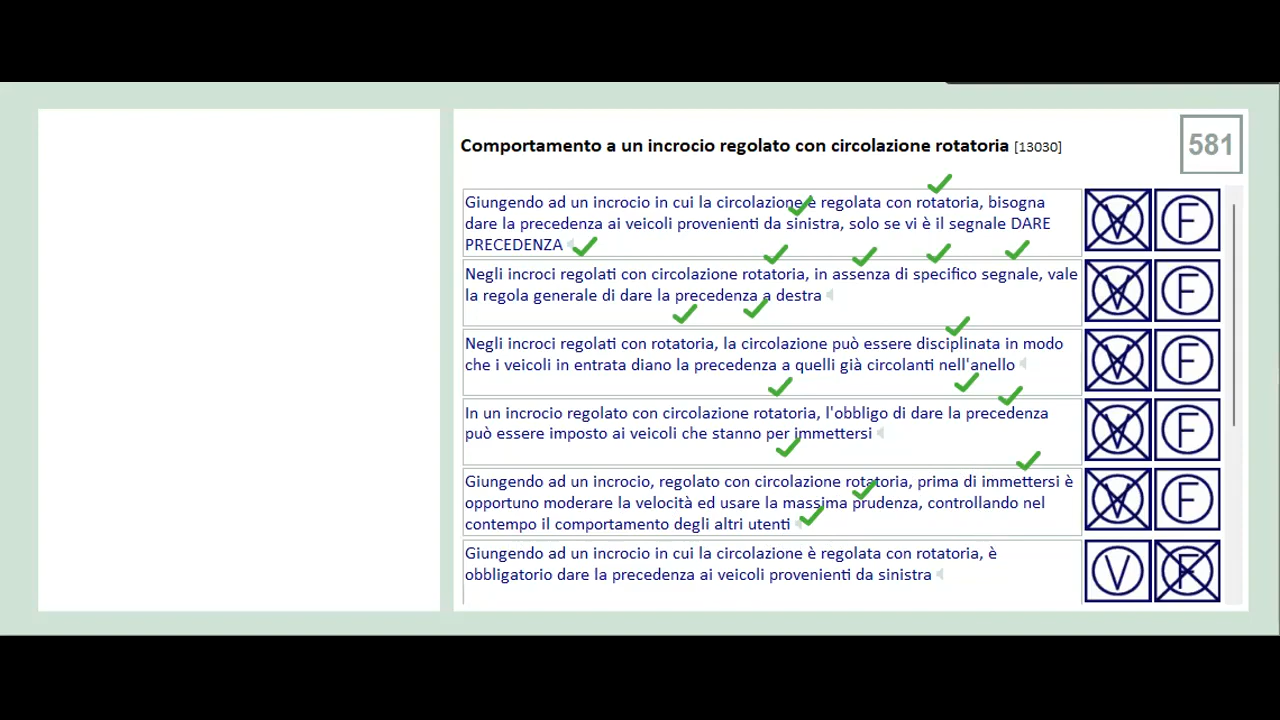 Comportamento a un incrocio regolato con circolazione rotatoria [13030]
581
Giungendo ad un incrocio in cui la circolazione è regolata con rotatoria, bisogna
dare la precedenza ai veicoli provenienti da sinistra, solo se vi è il segnale DARE
PRECEDENZA
V F
Negli incroci regolati con circolazione rotatoria, in assenza di specifico segnale, vale
la regola generale di dare la precedenza a destra
V F
Negli incroci regolati con rotatoria, la circolazione può essere disciplinata in modo
che i veicoli in entrata diano la precedenza a quelli già circolanti nell'anello
V F
In un incrocio regolato con circolazione rotatoria, l'obbligo di dare la precedenza
può essere imposto ai veicoli che stanno per immettersi
V F
Giungendo ad un incrocio, regolato con circolazione rotatoria, prima di immettersi è
opportuno moderare la velocità ed usare la massima prudenza, controllando nel
contempo il comportamento degli altri utenti
V F
Giungendo ad un incrocio in cui la circolazione è regolata con rotatoria, è
obbligatorio dare la precedenza ai veicoli provenienti da sinistra
V F